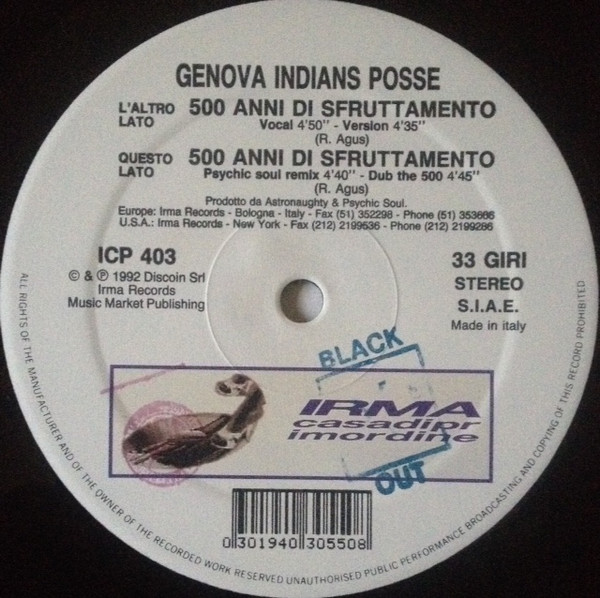 GENOVA INDIANS POSSE
L'ALTRO LATO 500 ANNI DI SFRUTTAMENTO
Vocal 4'50" - Version 4'35"
(R. Agus)
QUESTO LATO 500 ANNI DI SFRUTTAMENTO
Psychic soul remix 4'40" - Dub the 500 4'45"
(R. Agus)
Prodotto da Astronaughty & Psychic Soul.
Europe: Irma Records - Bologna - Italy - Fax (51) 352298 - Phone (51) 353666
U.S.A.: Irma Records - New York - Fax (212) 2199536 - Phone (212) 2199286
ICP 403
© & ℗ 1992 Discoin Srl
Irma Records
Music Market Publishing
33 GIRI
STEREO
S.I.A.E.
Made in italy
BLACK
OUT
IRMA
casadipr
imordine
0 301940 305508
ALL RIGHTS OF THE MANUFACTURER AND OF THE OWNER OF THE RECORDED WORK RESERVED UNAUTHORISED PUBLIC PERFORMANCE BROADCASTING AND COPYING OF THIS RECORD PROHIBITED